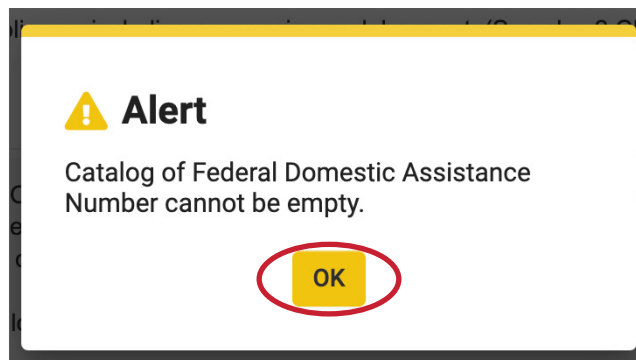 Alert
Catalog of Federal Domestic Assistance
Number cannot be empty.
OK